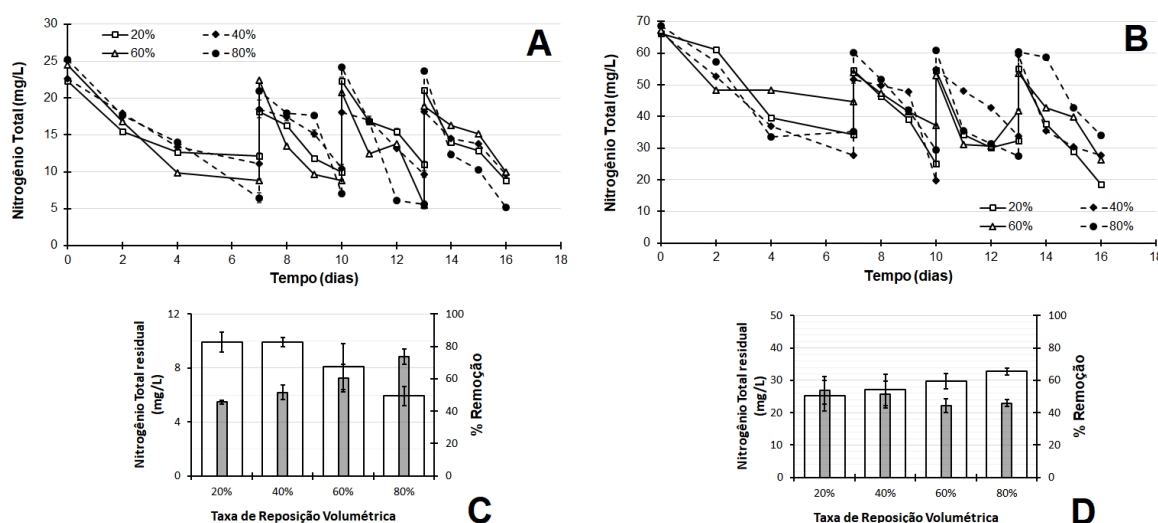 A
Nitrogênio Total (mg/L)
30
25
20
15
10
5
0
20%
40%
60%
80%
0 2 4 6 8 10 12 14 16 18
Tempo (dias)
B
Nitrogênio Total (mg/L)
70
60
50
40
30
20
10
0
20%
40%
60%
80%
0 2 4 6 8 10 12 14 16 18
Tempo (dias)
Nitrogênio Total residual
(mg/L)
12
9
6
3
0
100
80
60
40
20
0
% Remoção
20% 40% 60% 80%
Taxa de Reposição Volumétrica
C
Nitrogênio Total residual
(mg/L)
50
40
30
20
10
0
100
80
60
40
20
0
% Remoção
20% 40% 60% 80%
Taxa de Reposição Volumétrica
D